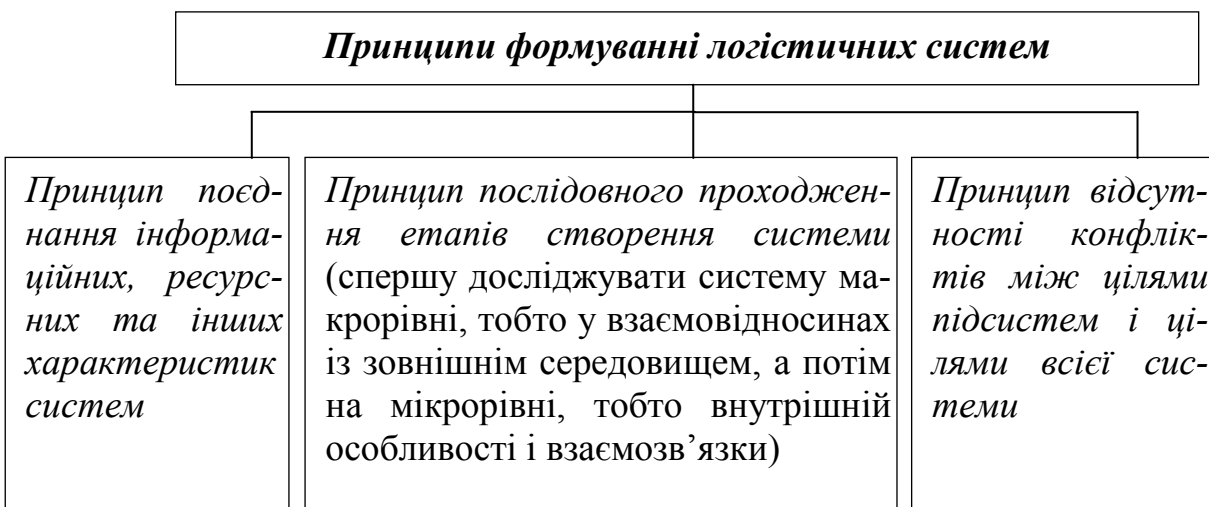 Принципи формуванні логістичних систем
Принцип поєд-
нання інформа-
ційних, ресурс-
них та інших
характеристик
систем
Принцип послідовного проходжен-
ня етапів створення системи
(спершу досліджувати систему ма-
крорівні, тобто у взаємовідносинах
із зовнішнім середовищем, а потім
на мікрорівні, тобто внутрішній
особливості і взаємозв’язки)
Принцип відсут-
ності конфлік-
тів між цілями
підсистем і ці-
лями всієї сис-
теми